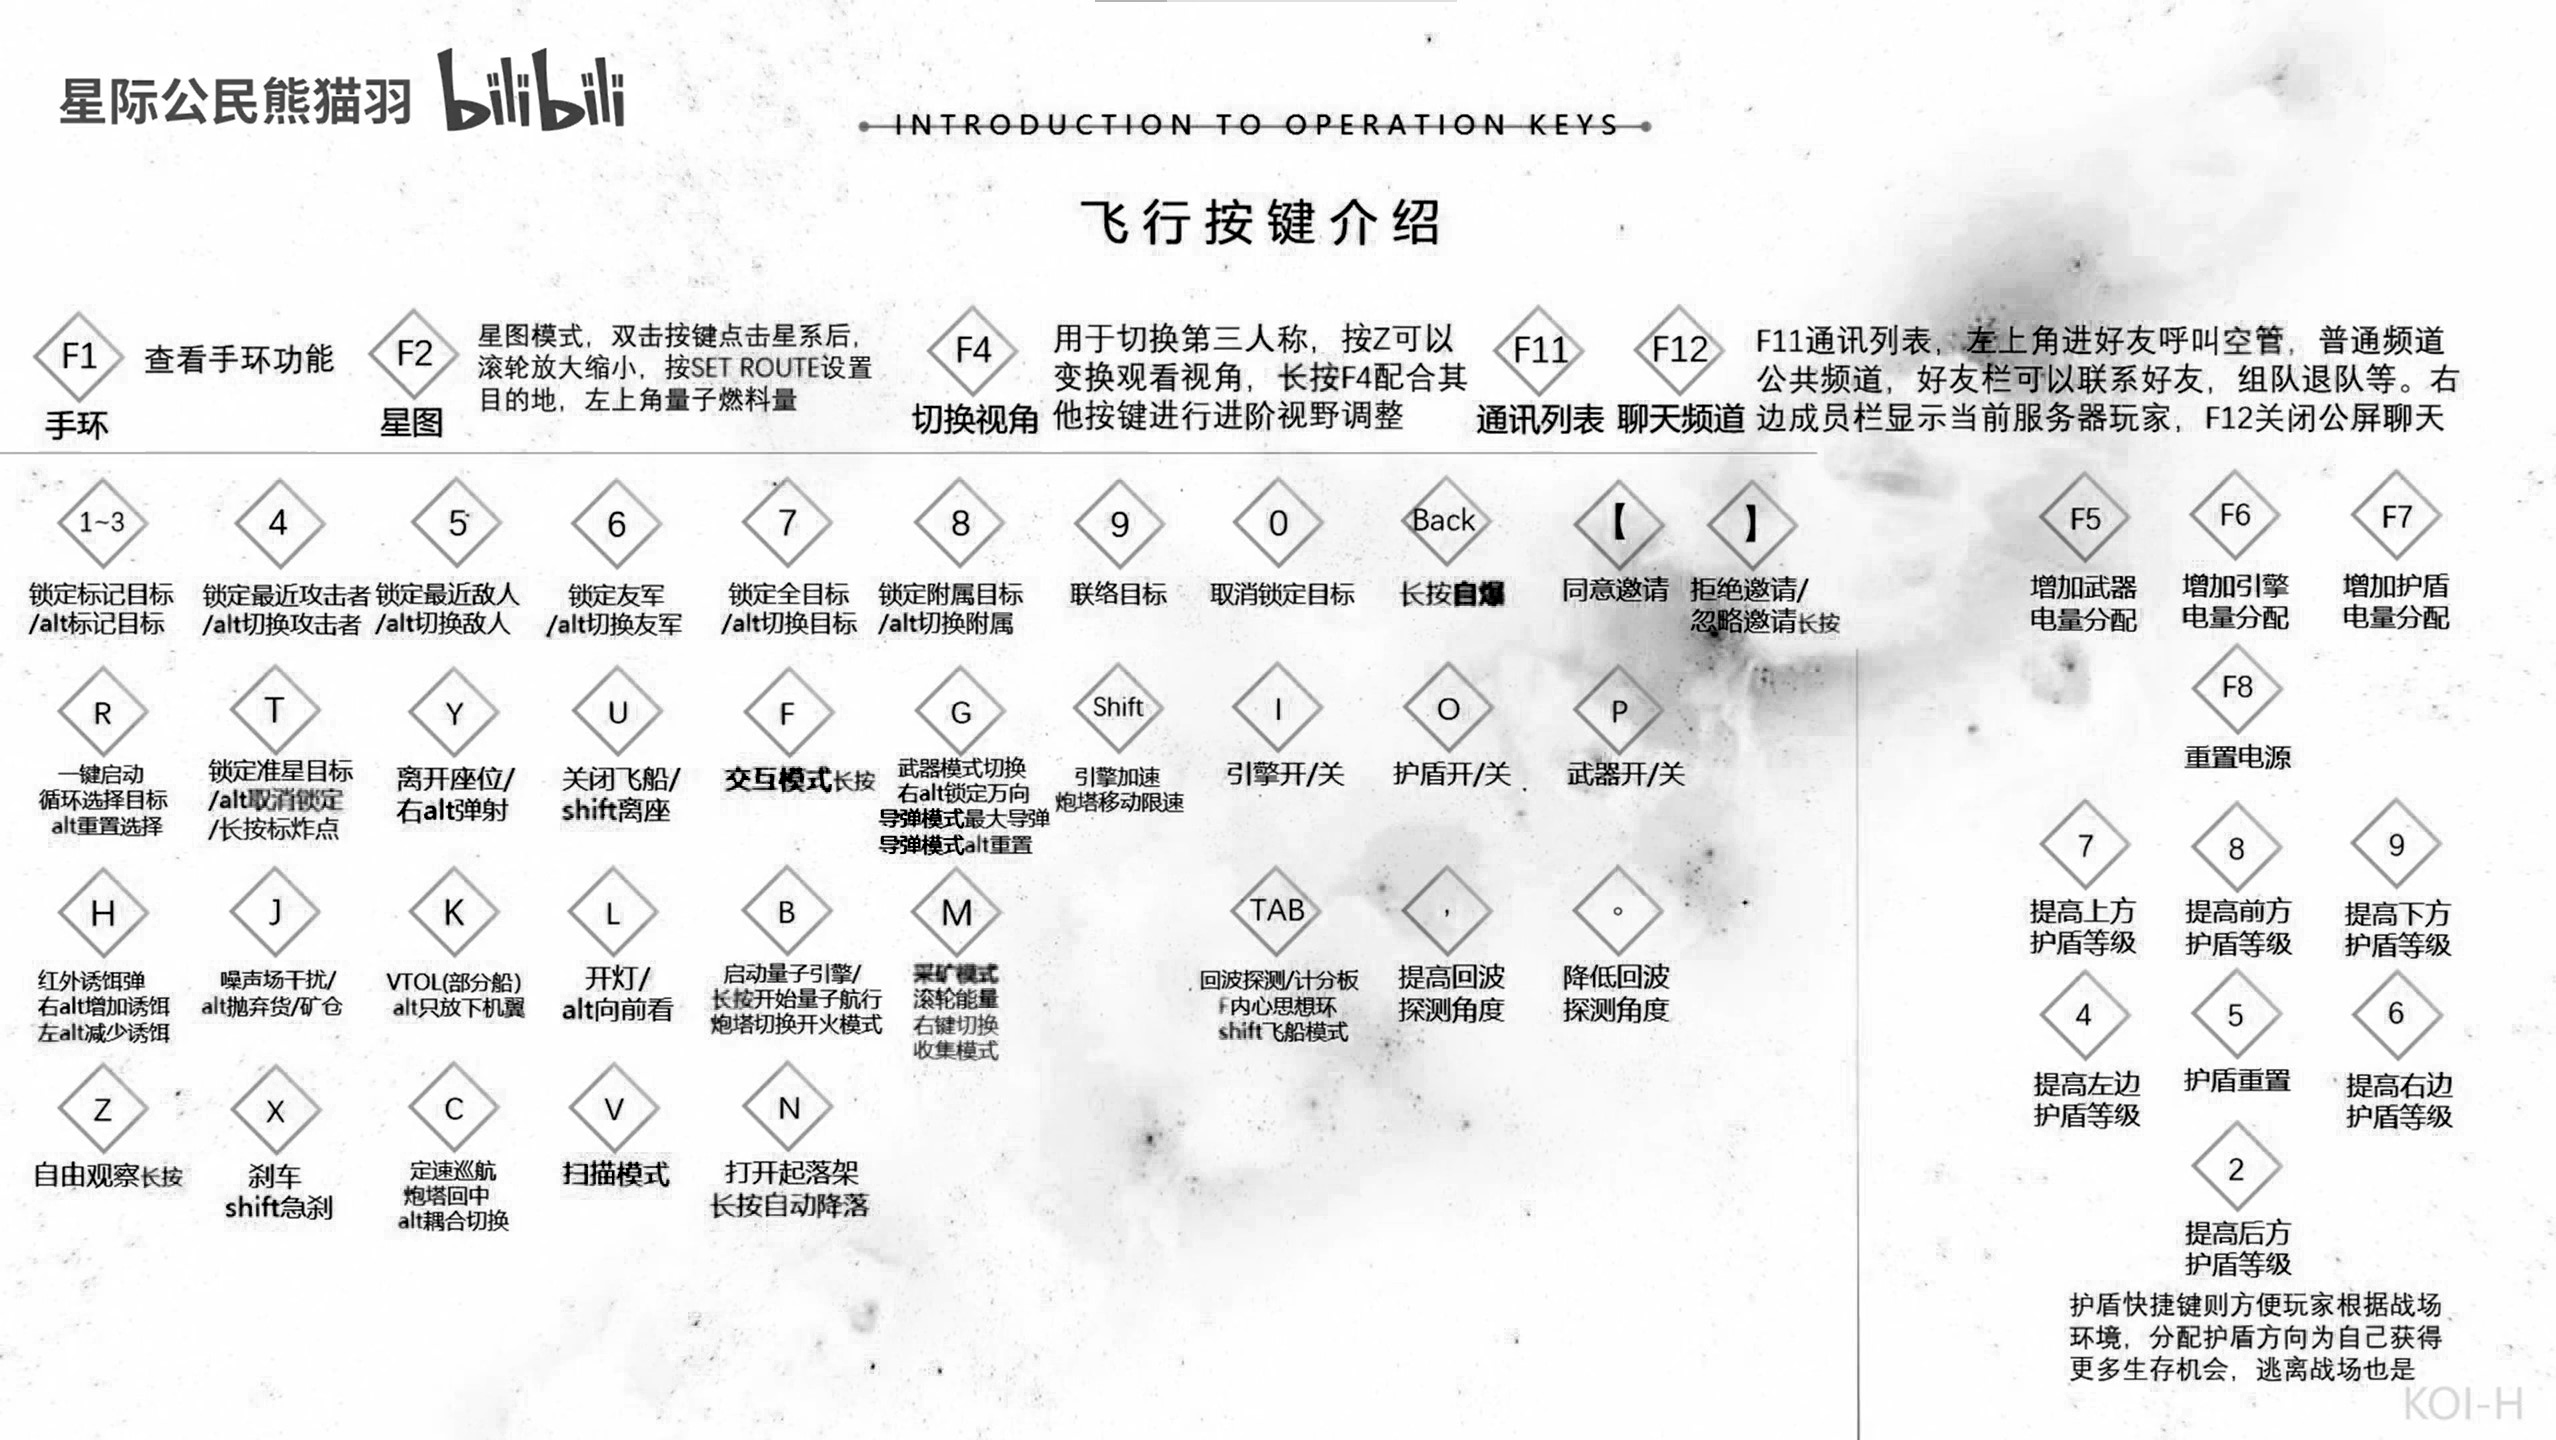 星际公民熊猫羽 bilibili
INTRODUCTION TO OPERATION KEYS
飞行按键介绍
F1
手环
查看手环功能
F2
星图
星图模式，双击按键点击星系后，
滚轮放大缩小，按SET ROUTE设置
目的地，左上角量子燃料量
F4
切换视角
用于切换第三人称，按Z可以
变换观看视角，长按F4配合其
他按键进行进阶视野调整
F11
通讯列表
F12
聊天频道
F11通讯列表，左上角进好友呼叫空管，普通频道
公共频道，好友栏可以联系好友，组队退队等。右
边成员栏显示当前服务器玩家，F12关闭公屏聊天
1~3
锁定标记目标
/alt标记目标
4
锁定最近攻击者
/alt切换攻击者
5
锁定最近敌人
/alt切换敌人
6
锁定友军
/alt切换友军
7
锁定全目标
/alt切换目标
8
锁定附属目标
/alt切换附属
9
联络目标
0
取消锁定目标
Back
长按自爆
【
同意邀请
】
拒绝邀请/
忽略邀请长按
R
一键启动
循环选择目标
alt重置选择
T
锁定准星目标
/alt取消锁定
/长按标炸点
Y
离开座位/
右alt弹射
U
关闭飞船/
shift离座
F
交互模式长按
G
武器模式切换
右alt锁定万向
导弹模式最大导弹
导弹模式alt重置
Shift
引擎加速
炮塔移动限速
I
引擎开/关
O
护盾开/关
P
武器开/关
H
红外诱饵弹
右alt增加诱饵
左alt减少诱饵
J
噪声场干扰/
alt抛弃货/矿仓
K
VTOL(部分船)
alt只放下机翼
L
开灯/
alt向前看
B
启动量子引擎/
长按开始量子航行
炮塔切换开火模式
M
采矿模式
滚轮能量
右键切换
收集模式
TAB
回波探测/计分板
F内心思想环
shift飞船模式
，
提高回波
探测角度
。
降低回波
探测角度
Z
自由观察长按
X
刹车
shift急刹
C
定速巡航
炮塔回中
alt耦合切换
V
扫描模式
N
打开起落架
长按自动降落
F5
增加武器
电量分配
F6
增加引擎
电量分配
F7
增加护盾
电量分配
F8
重置电源
7
提高上方
护盾等级
8
提高前方
护盾等级
9
提高下方
护盾等级
4
提高左边
护盾等级
5
护盾重置
6
提高右边
护盾等级
2
提高后方
护盾等级
护盾快捷键则方便玩家根据战场
环境，分配护盾方向为自己获得
更多生存机会，逃离战场也是
KOI-H